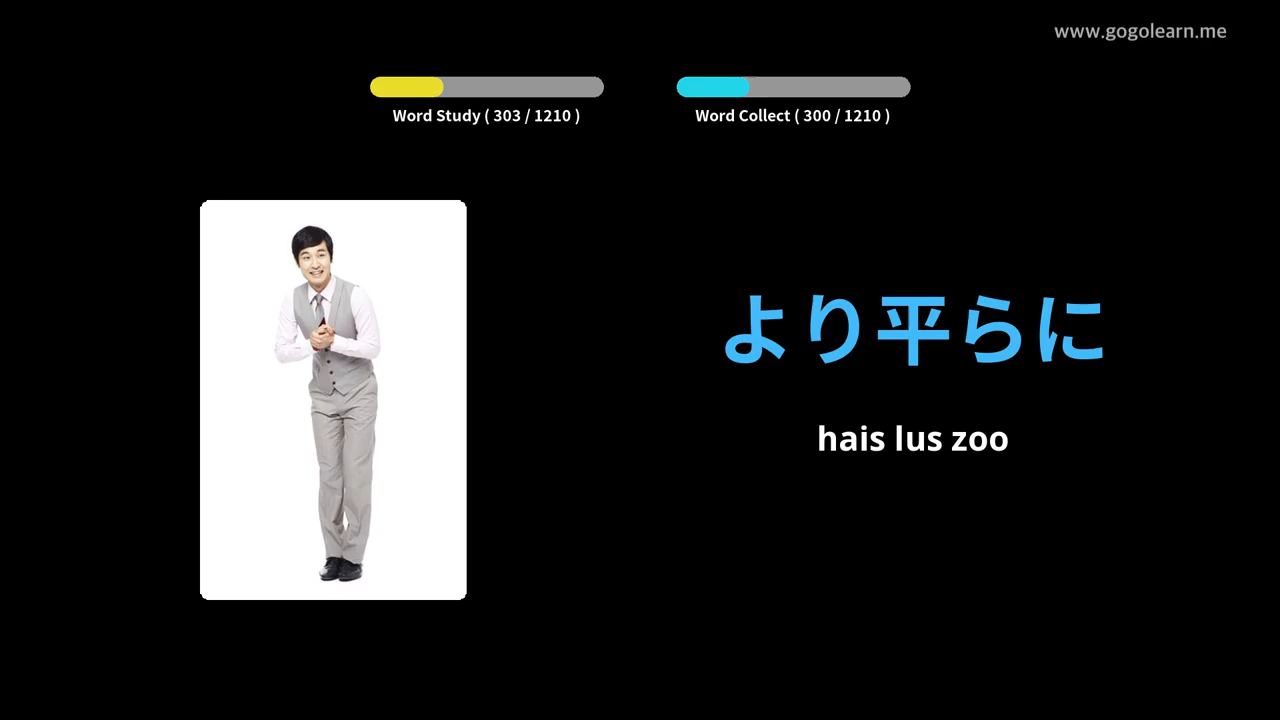 www.gogolearn.me
Word Study ( 303 / 1210 )
Word Collect ( 300 / 1210 )
より平らに
hais lus zoo